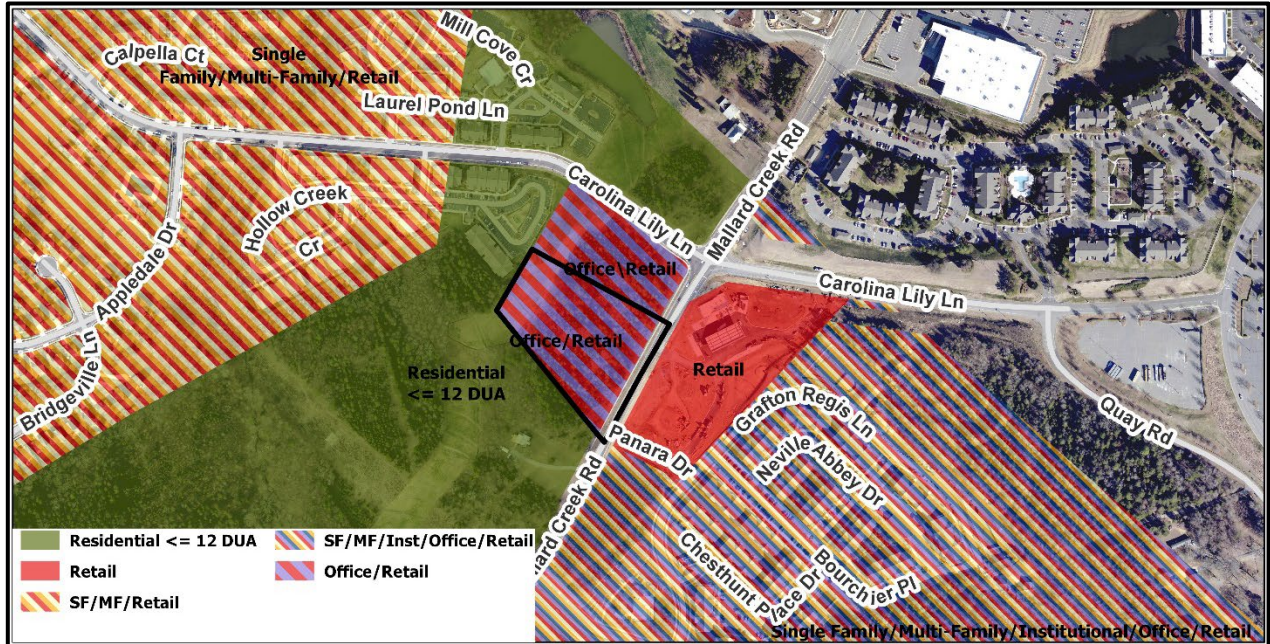 Calpella Ct
Single
Family/Multi-Family/Retail
Mill Cove Cr
Laurel Pond Ln
Hollow Creek
Cr
Appledale Dr
Bridgeville Ln
Carolina Lily Ln
Mallard Creek Rd
Office\Retail
Carolina Lily Ln
Office/Retail
Residential
<= 12 DUA
Retail
Grafton Regis Ln
Quay Rd
Panara Dr
Neville Abbey Dr
Creek Rd
Chesthunt Place Dr
Bourchier Pl
Single Family/Multi-Family/Institutional/Office/Retail
Residential <= 12 DUA
Retail
SF/MF/Retail
SF/MF/Inst/Office/Retail
Office/Retail